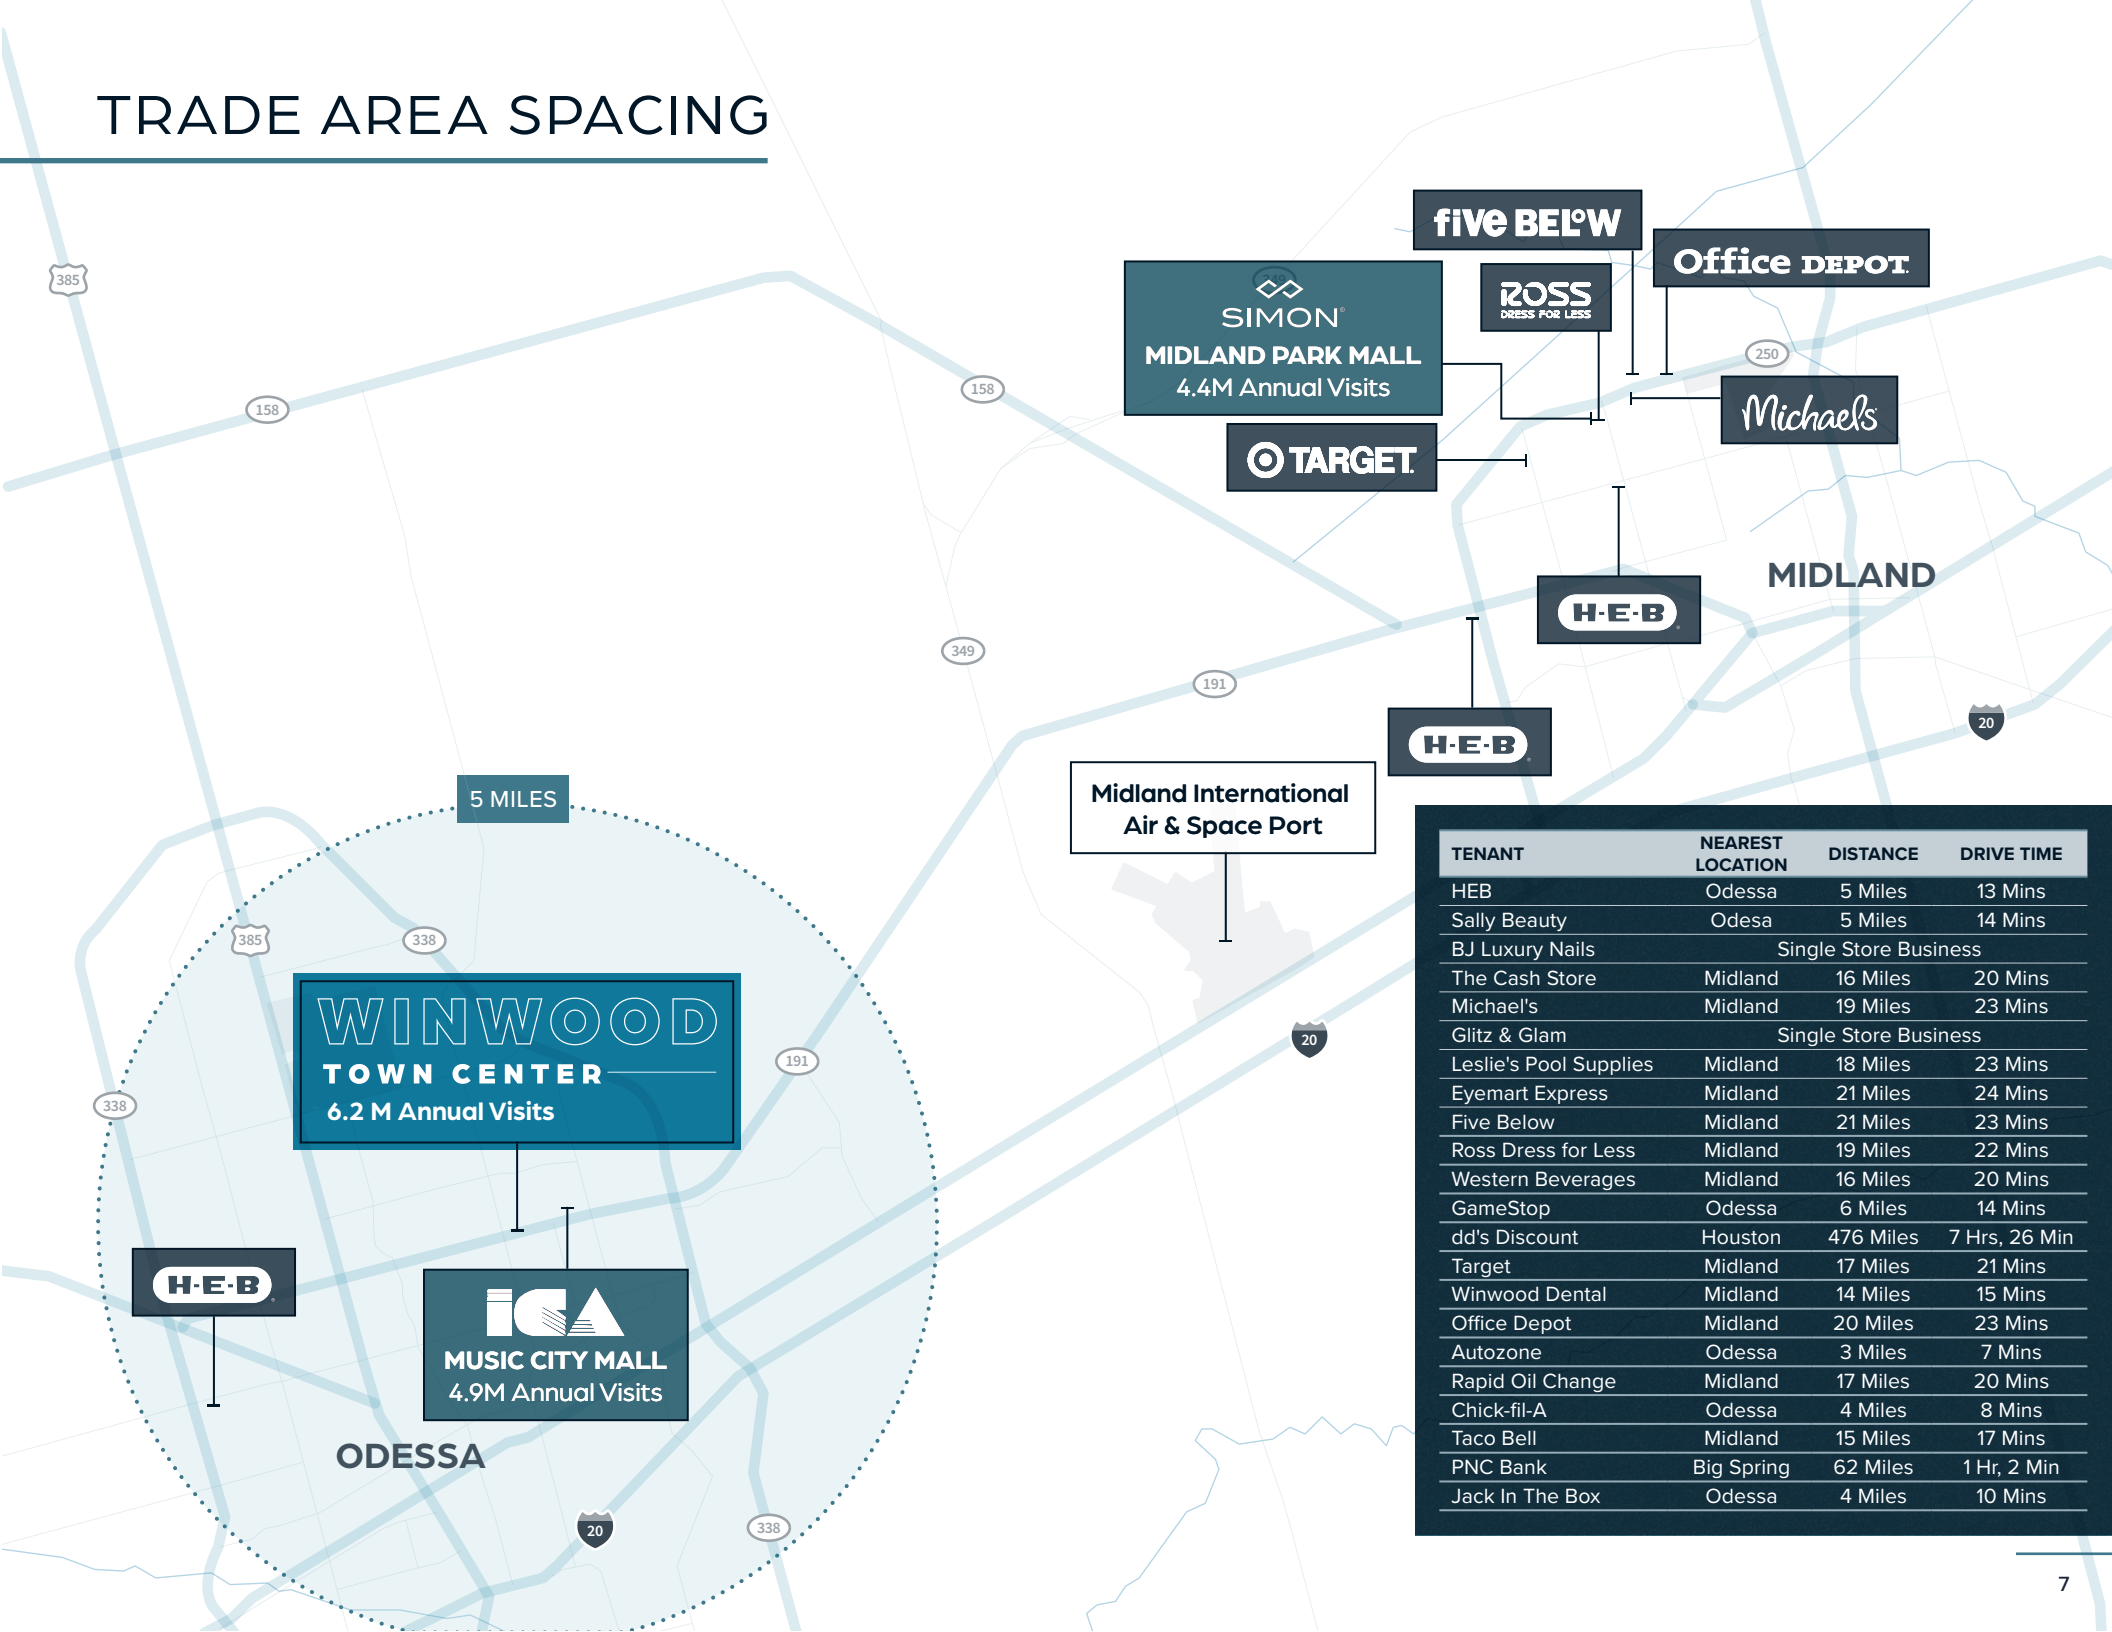 TRADE AREA SPACING
385
158
158
five BELOW
Office DEPOT
ROSS
DRESS FOR LESS
249
SIMON
MIDLAND PARK MALL
4.4M Annual Visits
250
Michaels
TARGET
MIDLAND
H-E-B
349
191
H-E-B
20
5 MILES
Midland International
Air & Space Port
385
338
WINWOOD
TOWN CENTER
6.2 M Annual Visits
191
338
20
H-E-B
MUSIC CITY MALL
4.9M Annual Visits
ODESSA
20
338
TENANT NEAREST LOCATION DISTANCE DRIVE TIME
HEB Odessa 5 Miles 13 Mins
Sally Beauty Odesa 5 Miles 14 Mins
BJ Luxury Nails Single Store Business
The Cash Store Midland 16 Miles 20 Mins
Michael's Midland 19 Miles 23 Mins
Glitz & Glam Single Store Business
Leslie's Pool Supplies Midland 18 Miles 23 Mins
Eyemart Express Midland 21 Miles 24 Mins
Five Below Midland 21 Miles 23 Mins
Ross Dress for Less Midland 19 Miles 22 Mins
Western Beverages Midland 16 Miles 20 Mins
GameStop Odessa 6 Miles 14 Mins
dd's Discount Houston 476 Miles 7 Hrs, 26 Min
Target Midland 17 Miles 21 Mins
Winwood Dental Midland 14 Miles 15 Mins
Office Depot Midland 20 Miles 23 Mins
Autozone Odessa 3 Miles 7 Mins
Rapid Oil Change Midland 17 Miles 20 Mins
Chick-fil-A Odessa 4 Miles 8 Mins
Taco Bell Midland 15 Miles 17 Mins
PNC Bank Big Spring 62 Miles 1 Hr, 2 Min
Jack In The Box Odessa 4 Miles 10 Mins
7